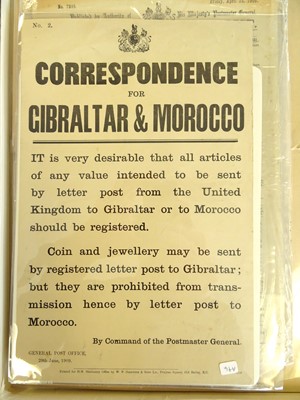 No. 2.
CORRESPONDENCE
FOR
GIBRALTAR & MOROCCO
IT is very desirable that all articles
of any value intended to be sent
by letter post from the United
Kingdom to Gibraltar or to Morocco
should be registered.
Coin and jewellery may be sent
by registered letter post to Gibraltar;
but they are prohibited from trans-
mission hence by letter post to
Morocco.
By Command of the Postmaster General.
GENERAL POST OFFICE,